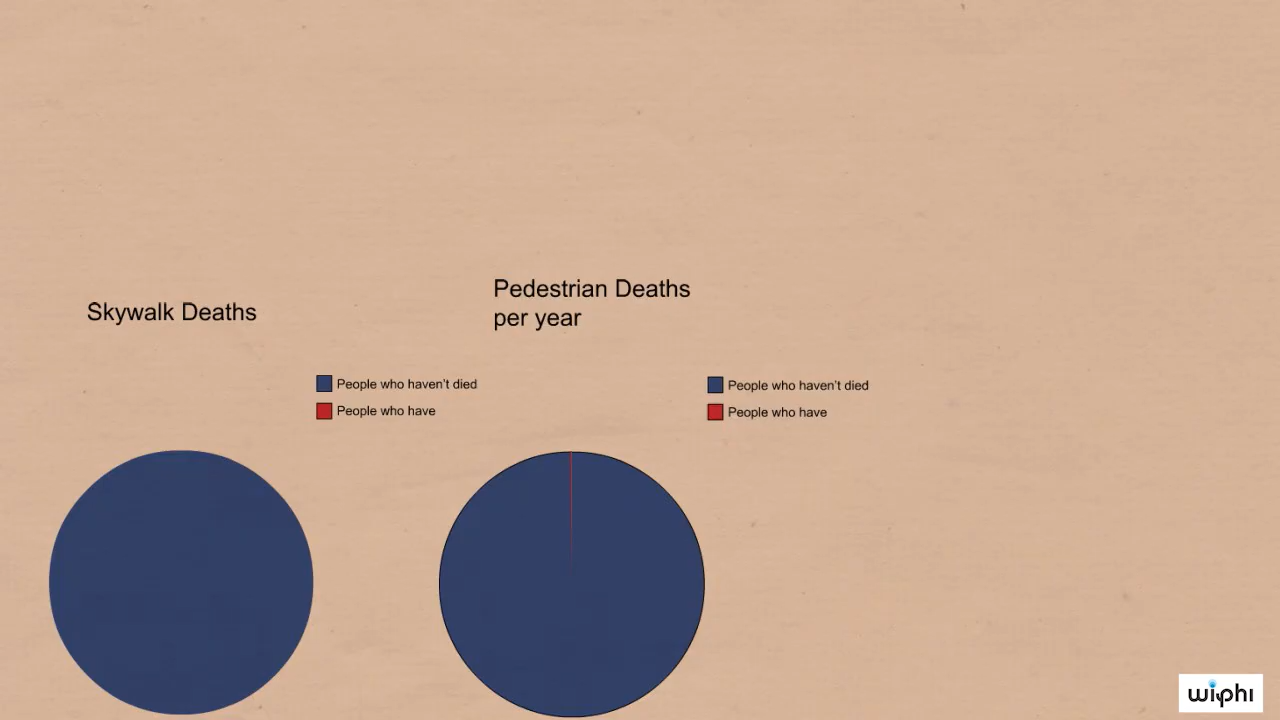 Skywalk Deaths
People who haven't died
People who have
Pedestrian Deaths
per year
People who haven't died
People who have
wiphi